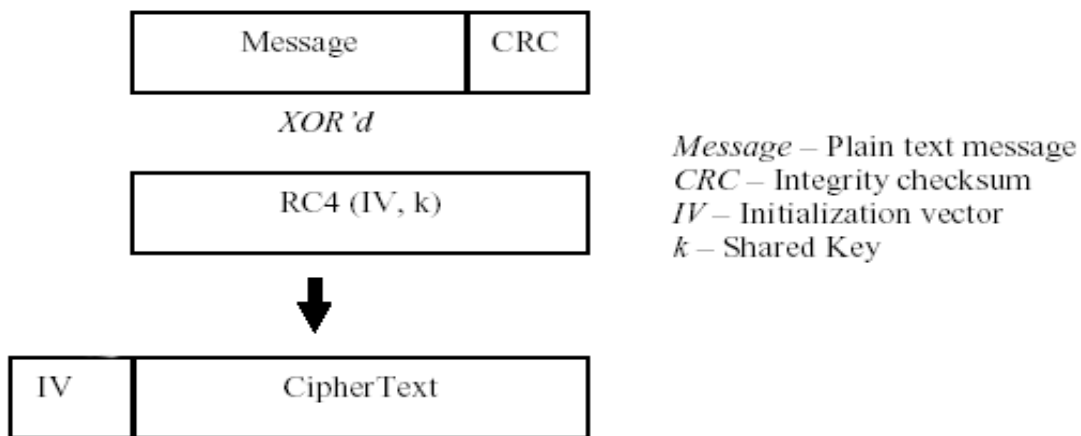 Message CRC
XOR'd
RC4 (IV, k)
IV CipherText
Message – Plain text message
CRC – Integrity checksum
IV – Initialization vector
k – Shared Key